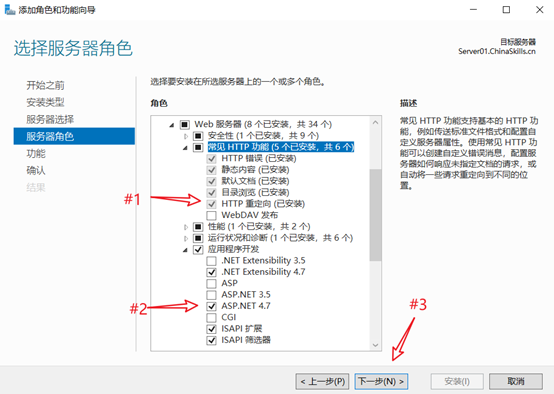 添加角色和功能向导
选择服务器角色
目标服务器
Server01.ChinaSkills.cn
开始之前
安装类型
服务器选择
服务器角色
功能
确认
结果
选择要安装在所选服务器上的一个或多个角色。
角色
Web 服务器 (8 个已安装，共 34 个)
安全性 (1 个已安装，共 9 个)
常见 HTTP 功能 (5 个已安装，共 6 个)
HTTP 错误 (已安装)
静态内容 (已安装)
默认文档 (已安装)
目录浏览 (已安装)
HTTP 重定向 (已安装)
WebDAV 发布
性能 (1 个已安装，共 2 个)
运行状况和诊断 (1 个已安装，共 6 个)
应用程序开发
.NET Extensibility 3.5
.NET Extensibility 4.7
ASP
ASP.NET 3.5
ASP.NET 4.7
CGI
ISAPI 扩展
ISAPI 筛选器
#1
#2
#3
描述
常见 HTTP 功能支持基本的 HTTP 功
能，例如传送标准文件格式和配置自
定义服务器属性。使用常见 HTTP 功
能可以创建自定义错误消息，配置服
务器如何响应未指定文档的请求，或
自动将一些请求重定向到不同的位
置。
< 上一步(P)
下一步(N) >
安装(I)
取消